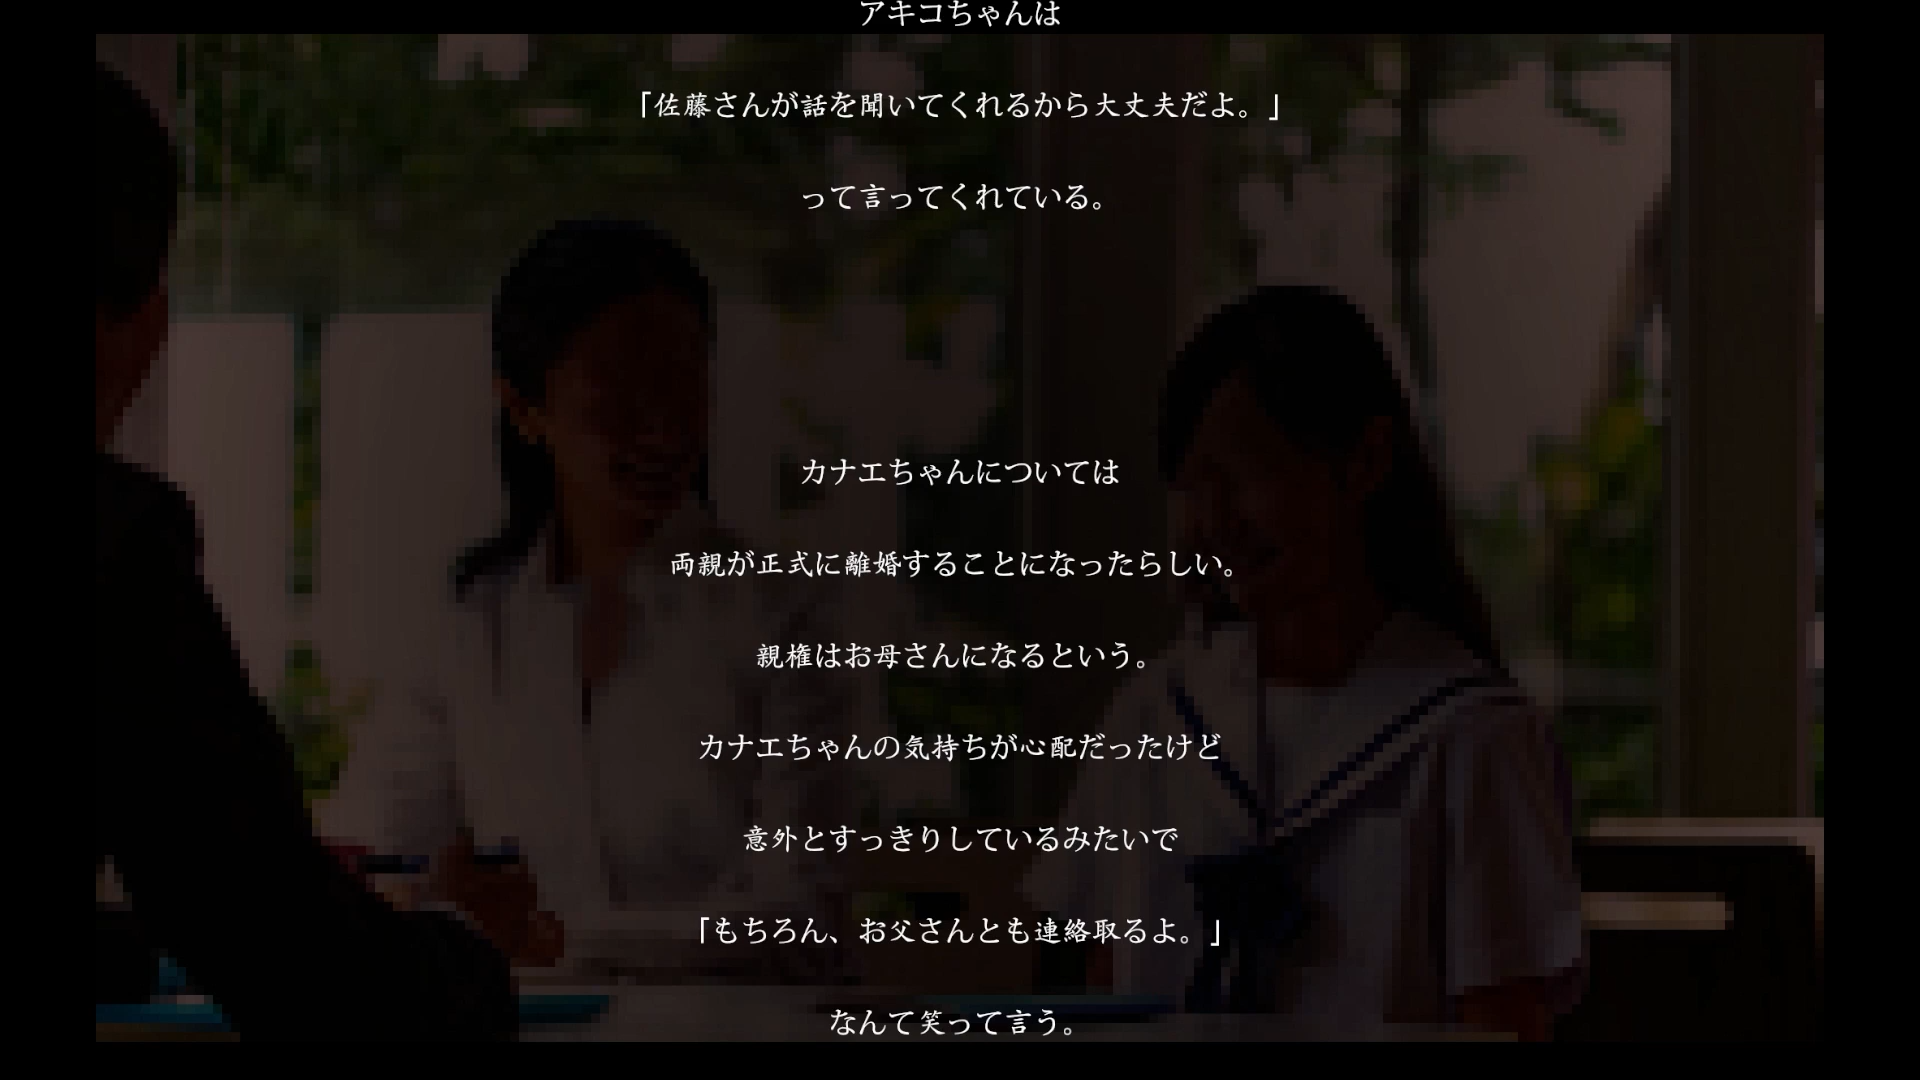 アキコちゃんは
「佐藤さんが話を聞いてくれるから大丈夫だよ。」
って言ってくれている。
カナエちゃんについては
両親が正式に離婚することになったらしい。
親権はお母さんになるという。
カナエちゃんの気持ちが心配だったけど
意外とすっきりしているみたいで
「もちろん、お父さんとも連絡取るよ。」
なんて笑って言う。